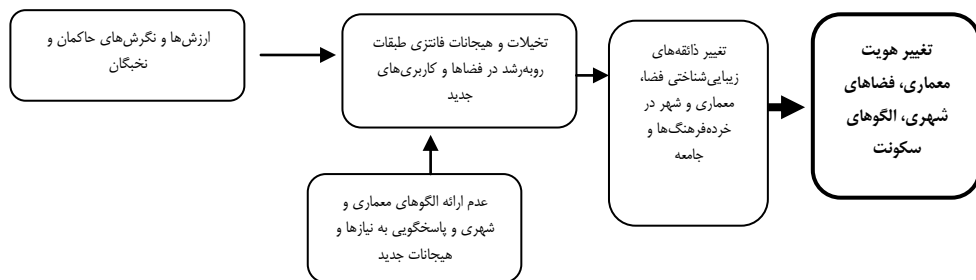 ارزش‌ها و نگرش‌های حاکمان و
نخبگان
تخیلات و هیجانات فانتزی طبقات
روبه‌رشد در فضاها و کاربری‌های
جدید
عدم ارائه الگوهای معماری و
شهری و پاسخگویی به نیازها و
هیجانات جدید
تغییر ذائقه‌های
زیبایی‌شناختی فضا،
معماری و شهر در
خرده‌فرهنگ‌ها و
جامعه
تغییر هویت
معماری، فضاهای
شهری، الگوهای
سکونت